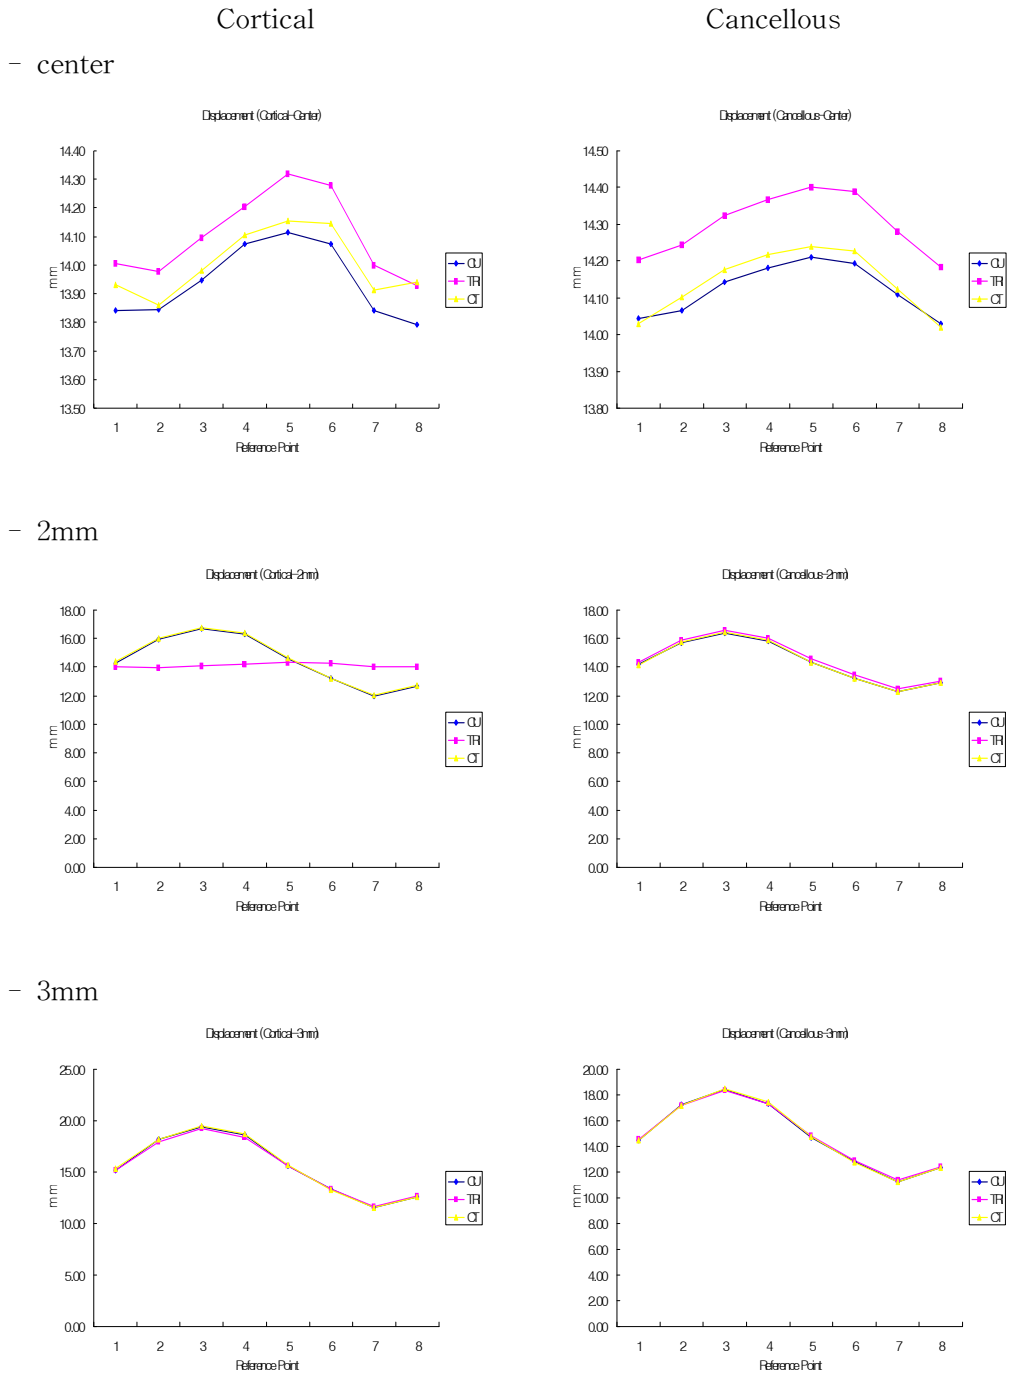 Cortical
Cancellous
- center
Displacement (Cortical-Center)
14.40
14.30
14.20
14.10
14.00
13.90
13.80
13.70
13.60
13.50
mm
1 2 3 4 5 6 7 8
Reference Point
CU
TRI
CT
Displacement (Cancellous-Center)
14.50
14.40
14.30
14.20
14.10
14.00
13.90
13.80
mm
1 2 3 4 5 6 7 8
Reference Point
CU
TRI
CT
- 2mm
Displacement (Cortical-2mm)
18.00
16.00
14.00
12.00
10.00
8.00
6.00
4.00
2.00
0.00
mm
1 2 3 4 5 6 7 8
Reference Point
CU
TRI
CT
Displacement (Cancellous-2mm)
18.00
16.00
14.00
12.00
10.00
8.00
6.00
4.00
2.00
0.00
mm
1 2 3 4 5 6 7 8
Reference Point
CU
TRI
CT
- 3mm
Displacement (Cortical-3mm)
25.00
20.00
15.00
10.00
5.00
0.00
mm
1 2 3 4 5 6 7 8
Reference Point
CU
TRI
CT
Displacement (Cancellous-3mm)
20.00
18.00
16.00
14.00
12.00
10.00
8.00
6.00
4.00
2.00
0.00
mm
1 2 3 4 5 6 7 8
Reference Point
CU
TRI
CT